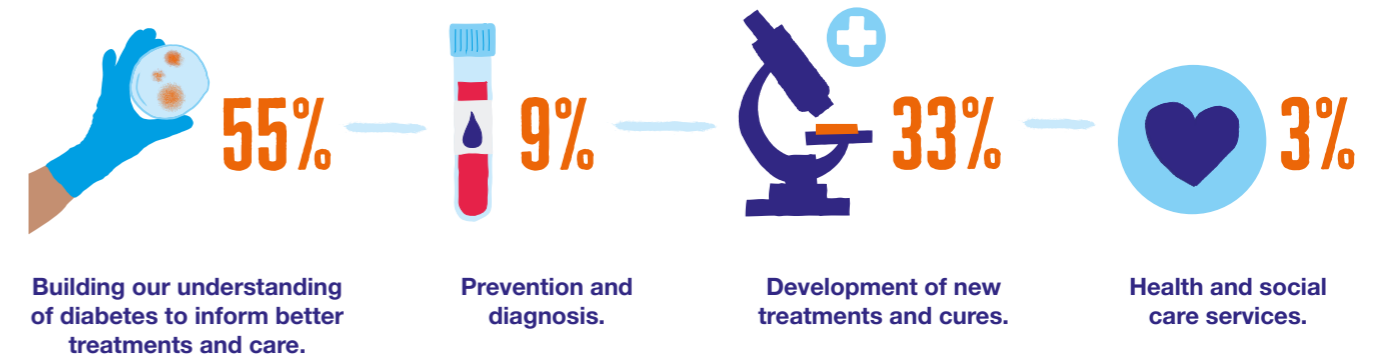 55%
9%
33%
3%
Building our understanding
of diabetes to inform better
treatments and care.
Prevention and
diagnosis.
Development of new
treatments and cures.
Health and social
care services.